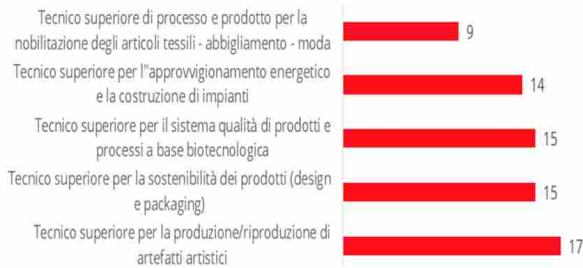 Tecnico superiore di processo e prodotto per la
nobilitazione degli articoli tessili - abbigliamento - moda
9
Tecnico superiore per l"approvvigionamento energetico
e la costruzione di impianti
14
Tecnico superiore per il sistema qualità di prodotti e
processi a base biotecnologica
15
Tecnico superiore per la sostenibilità dei prodotti (design
e packaging)
15
Tecnico superiore per la produzione/riproduzione di
artefatti artistici
17